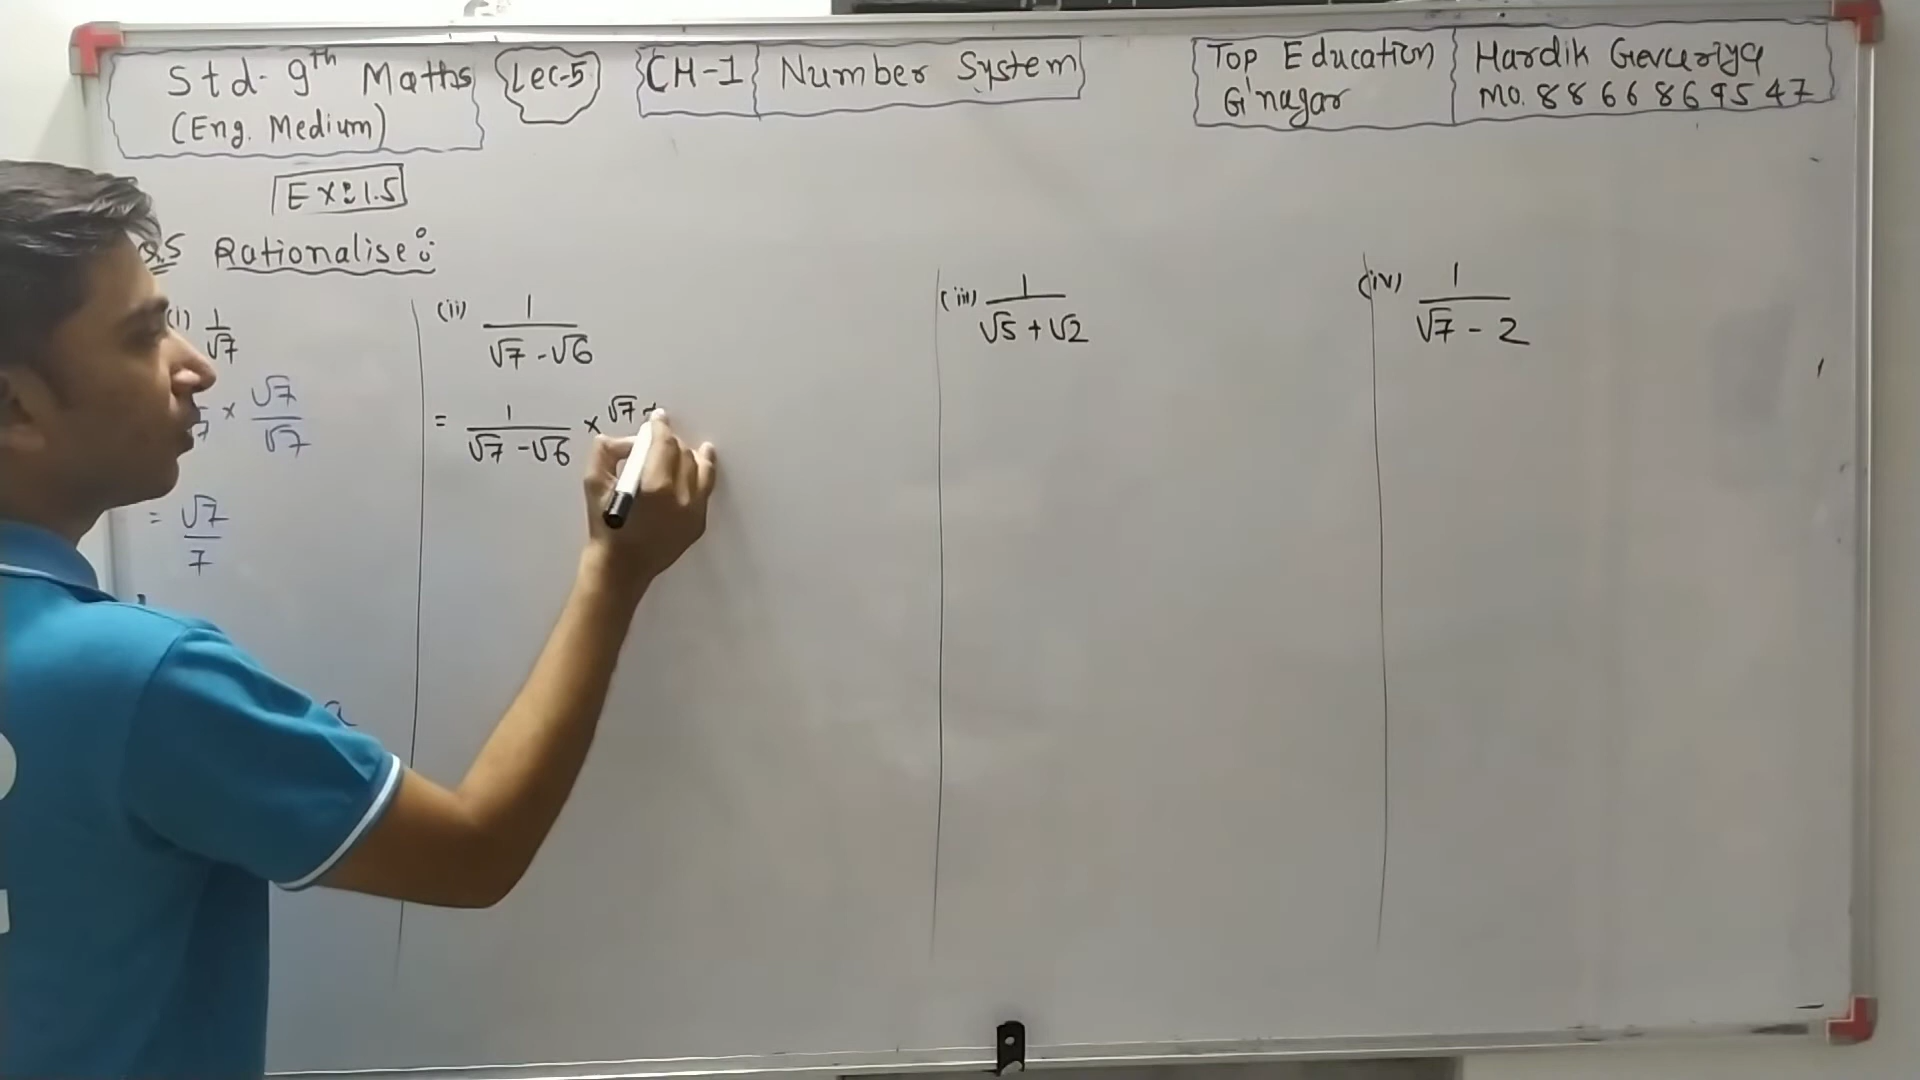 Std. 9th Maths
(Eng. Medium)
Lec-5
CH-1 Number System
Top Education
G'nagar
Hardik Gevariya
Mo. 8866869547
Ex:1.5
Q.5 Rationalise:
(i) 1/√7
√7 × √7/√7
= √7/7
(ii) 1/(√7 - √6)
= 1/(√7 - √6) × √7 +
(iii) 1/(√5 + √2)
(iv) 1/(√7 - 2)